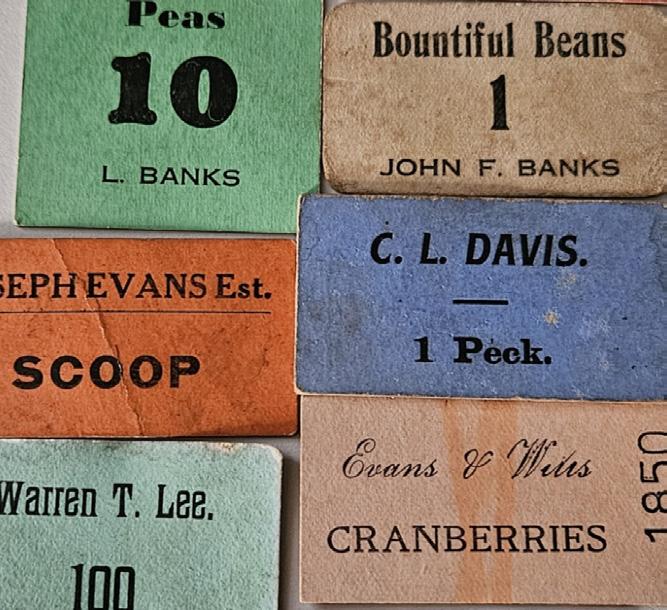 Peas
10
L. BANKS
Bountiful Beans
1
JOHN F. BANKS
SEPH EVANS Est.
SCOOP
C. L. DAVIS.
1 Peck.
Warren T. Lee.
100
Evans & Wills
CRANBERRIES
1850